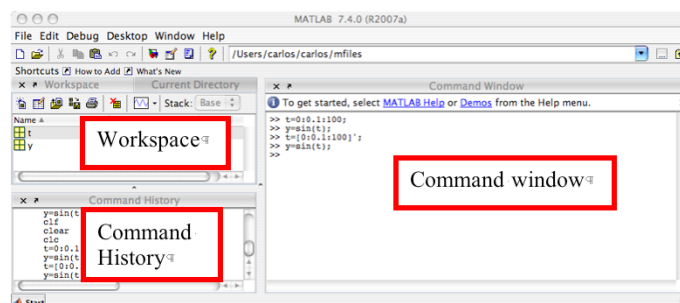 MATLAB 7.4.0 (R2007a)
File Edit Debug Desktop Window Help
/Users/carlos/carlos/mfiles
Shortcuts How to Add What's New
Workspace Current Directory
Stack: Base
Name
t
y
Workspace
Command History
y=sin(t
clf
clear
clc
t=0:0.1
y=sin(t
t=[0:0.
y=sin(t
Command
History
Command Window
To get started, select MATLAB Help or Demos from the Help menu.
>> t=0:0.1:100;
>> y=sin(t);
>> t=[0:0.1:100]';
>> y=sin(t);
>>
Command window
Start